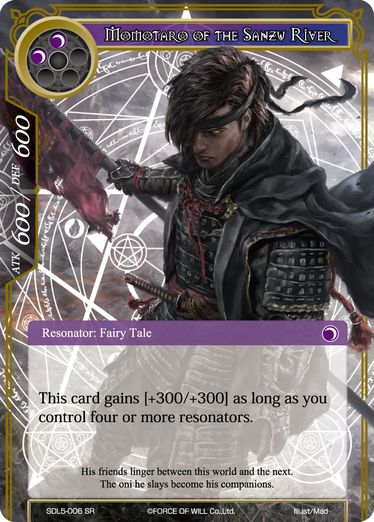 Momotaro of the Sanzu River
ATK 600 / DEF 600
Resonator: Fairy Tale
This card gains [+300/+300] as long as you
control four or more resonators.
His friends linger between this world and the next.
The oni he slays become his companions.
SDL5-006 SR
©FORCE OF WILL Co.,Ltd.
Illust/Mad